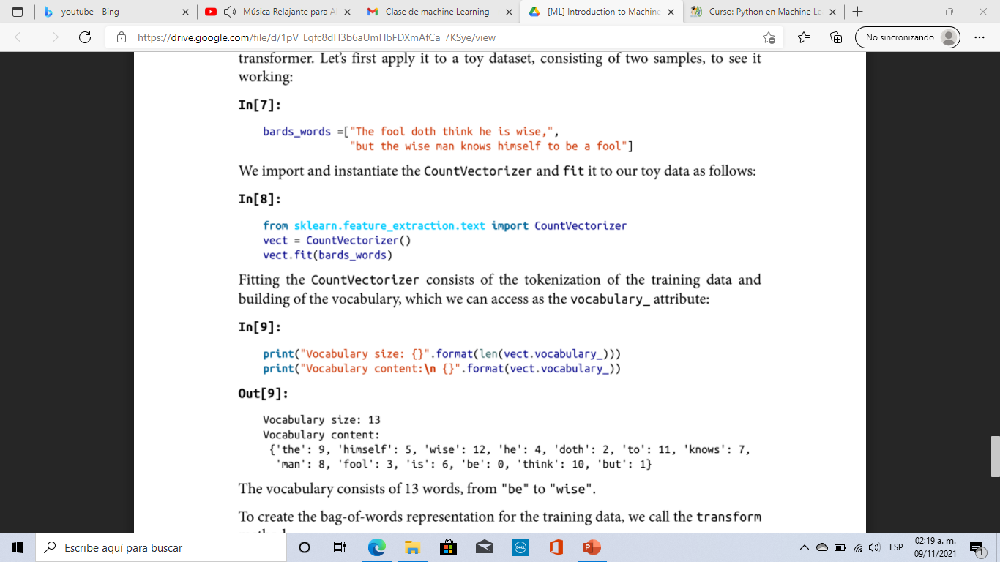 youtube - Bing
Música Relajante para A
Clase de machine Learning -
[ML] Introduction to Machine
Curso: Python en Machine Le
https://drive.google.com/file/d/1pV_Lqfc8dH3b6aUmHbFDXmAfCa_7KSye/view
No sincronizando
transformer. Let’s first apply it to a toy dataset, consisting of two samples, to see it
working:
In[7]:
bards_words =["The fool doth think he is wise,",
"but the wise man knows himself to be a fool"]
We import and instantiate the CountVectorizer and fit it to our toy data as follows:
In[8]:
from sklearn.feature_extraction.text import CountVectorizer
vect = CountVectorizer()
vect.fit(bards_words)
Fitting the CountVectorizer consists of the tokenization of the training data and
building of the vocabulary, which we can access as the vocabulary_ attribute:
In[9]:
print("Vocabulary size: {}".format(len(vect.vocabulary_)))
print("Vocabulary content:\n {}".format(vect.vocabulary_))
Out[9]:
Vocabulary size: 13
Vocabulary content:
{'the': 9, 'himself': 5, 'wise': 12, 'he': 4, 'doth': 2, 'to': 11, 'knows': 7,
'man': 8, 'fool': 3, 'is': 6, 'be': 0, 'think': 10, 'but': 1}
The vocabulary consists of 13 words, from "be" to "wise".
To create the bag-of-words representation for the training data, we call the transform
Escribe aquí para buscar
DELL
ESP
02:19 a. m.
09/11/2021
1